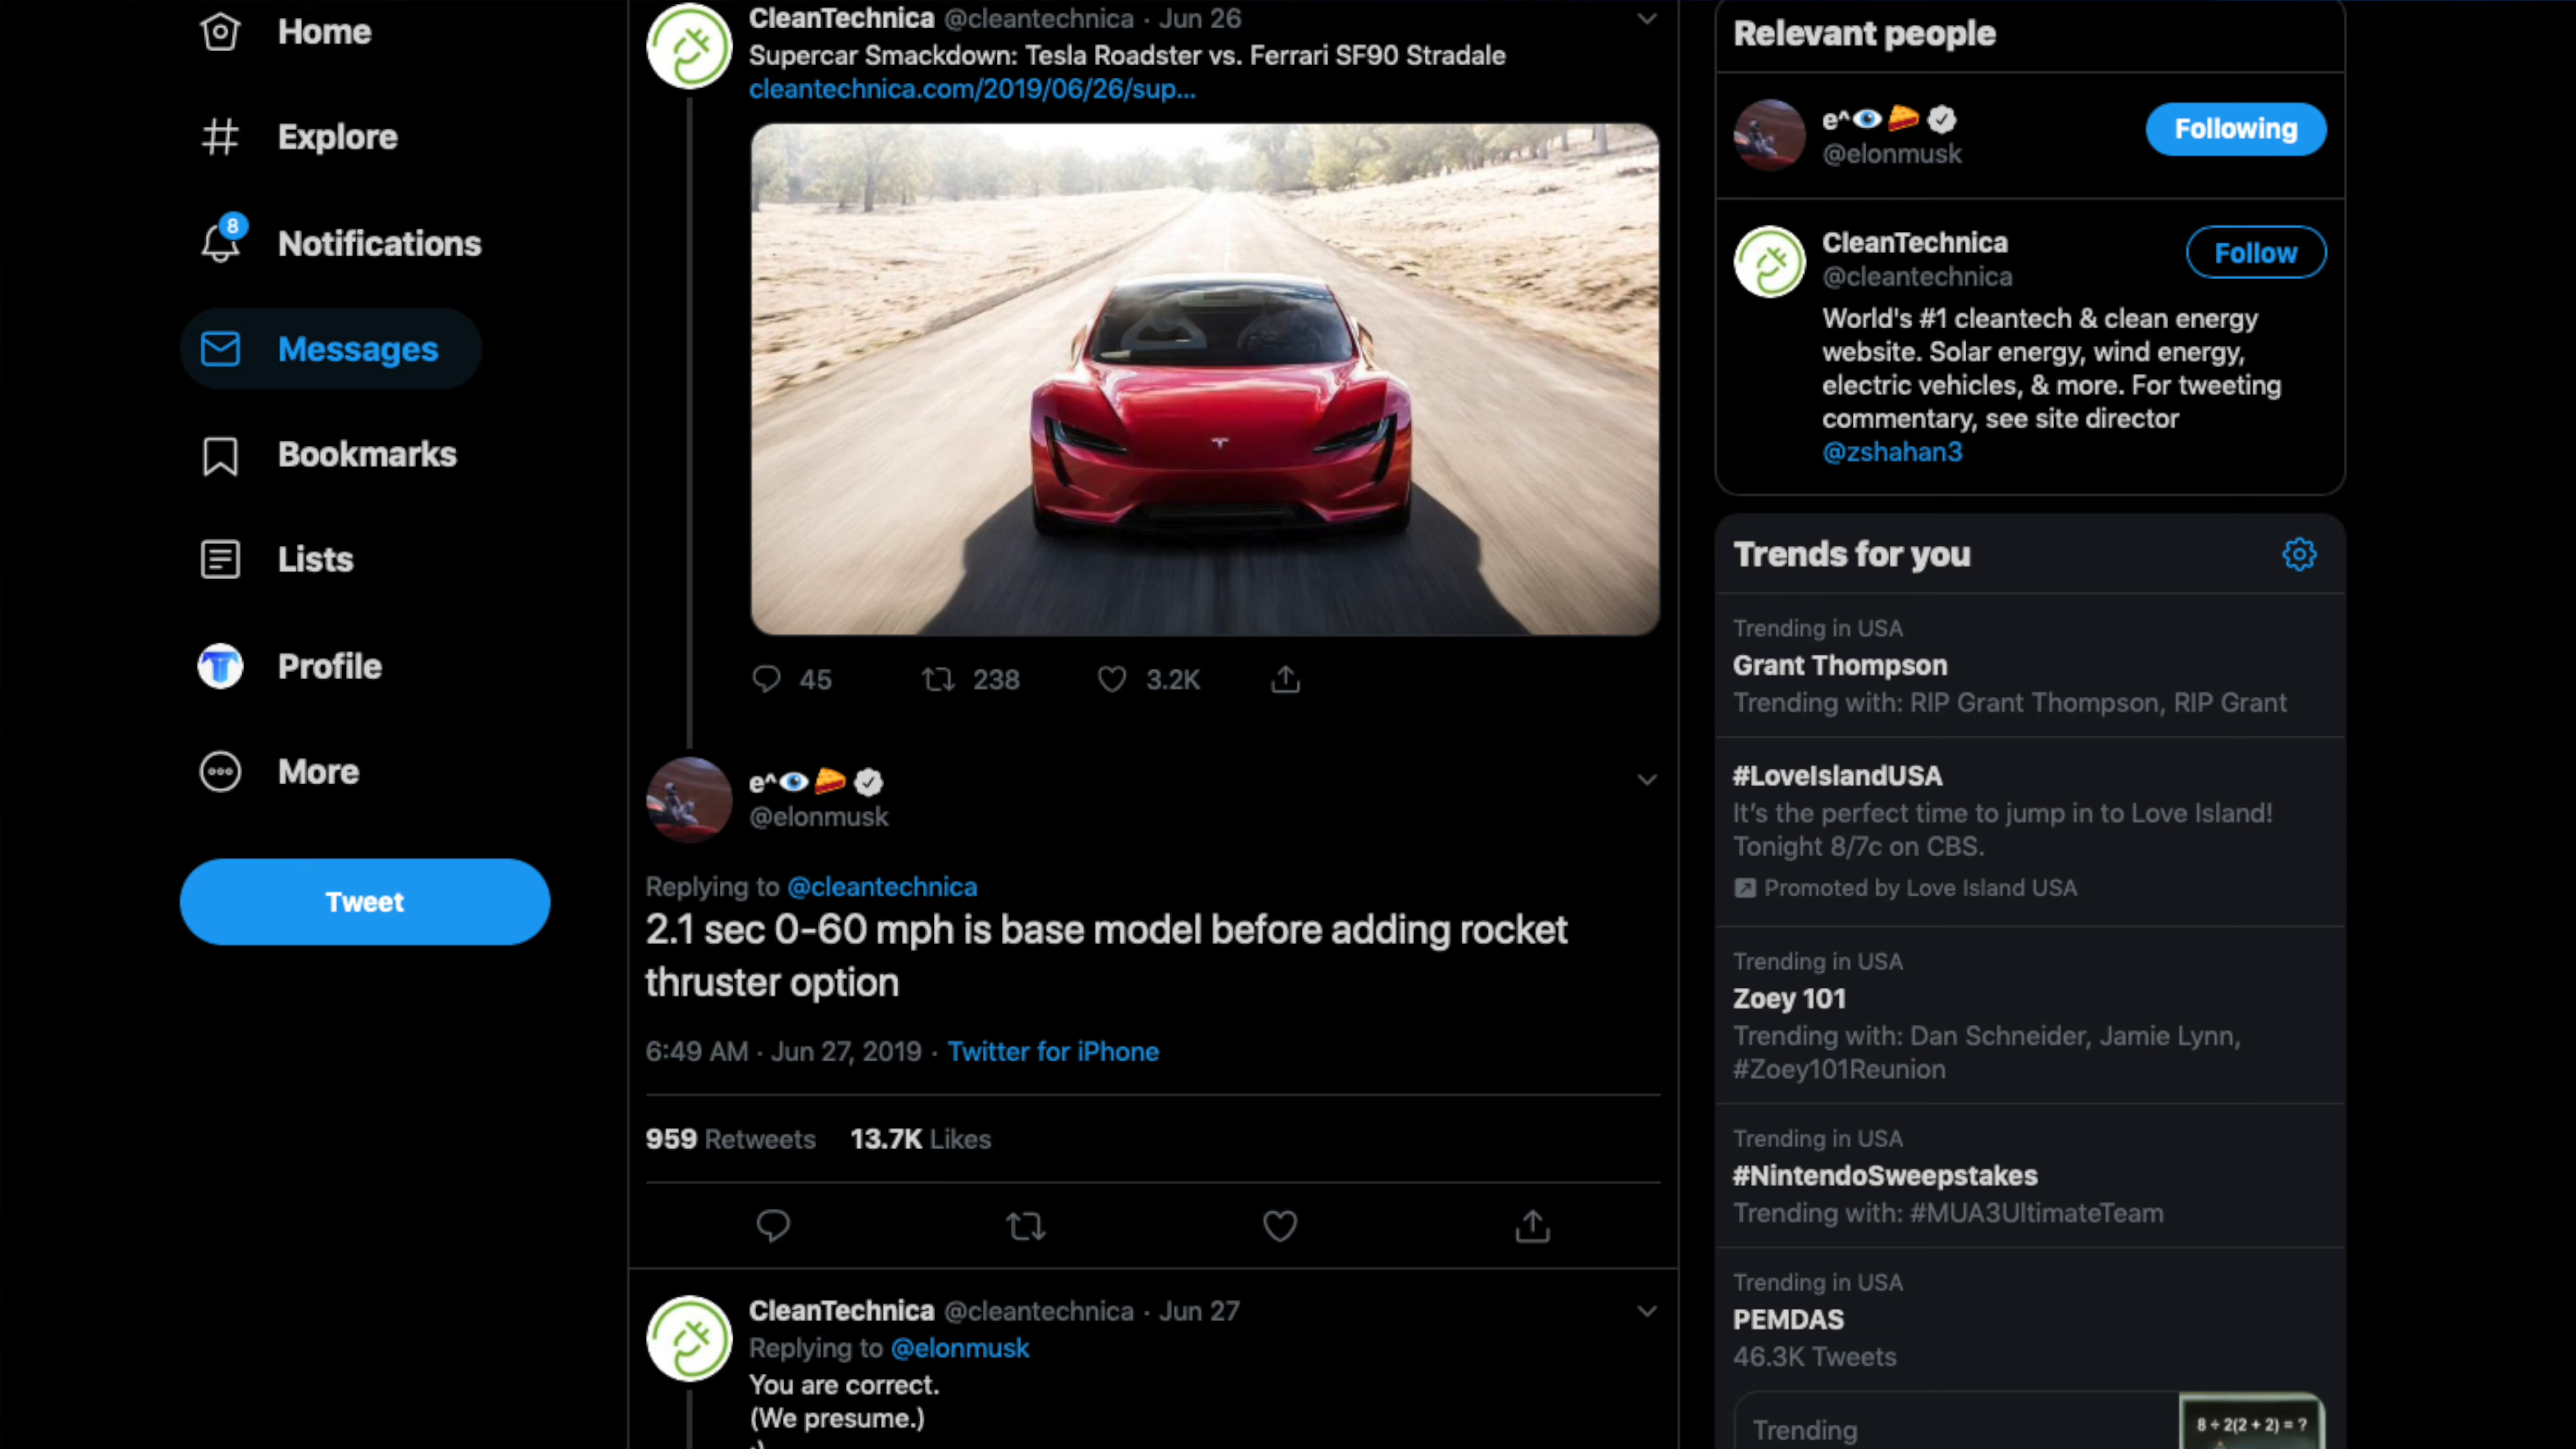 Home
Explore
8
Notifications
Messages
Bookmarks
Lists
Profile
More
Tweet
CleanTechnica @cleantechnica · Jun 26
Supercar Smackdown: Tesla Roadster vs. Ferrari SF90 Stradale
cleantechnica.com/2019/06/26/sup...
45 238 3.2K
e^👁🧀
@elonmusk
Replying to @cleantechnica
2.1 sec 0-60 mph is base model before adding rocket
thruster option
6:49 AM · Jun 27, 2019 · Twitter for iPhone
959 Retweets 13.7K Likes
CleanTechnica @cleantechnica · Jun 27
Replying to @elonmusk
You are correct.
(We presume.)
Relevant people
e^👁🧀
@elonmusk
Following
CleanTechnica
@cleantechnica
Follow
World's #1 cleantech & clean energy
website. Solar energy, wind energy,
electric vehicles, & more. For tweeting
commentary, see site director
@zshahan3
Trends for you
Trending in USA
Grant Thompson
Trending with: RIP Grant Thompson, RIP Grant
#LoveIslandUSA
It's the perfect time to jump in to Love Island!
Tonight 8/7c on CBS.
Promoted by Love Island USA
Trending in USA
Zoey 101
Trending with: Dan Schneider, Jamie Lynn,
#Zoey101Reunion
Trending in USA
#NintendoSweepstakes
Trending with: #MUA3UltimateTeam
Trending in USA
PEMDAS
46.3K Tweets
Trending
8÷2(2+2)=?